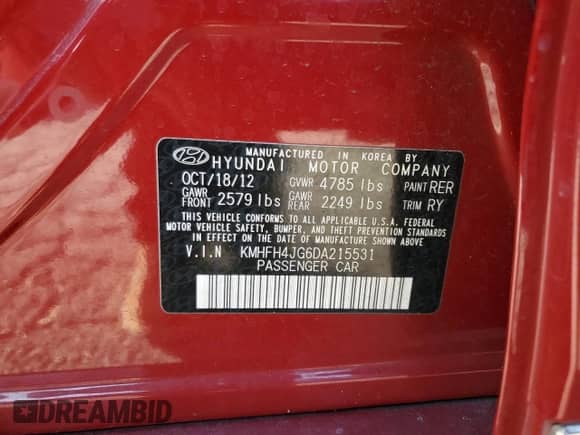 MANUFACTURED IN KOREA BY
HYUNDAI MOTOR COMPANY
OCT/18/12 GVWR 4785 lbs PAINT RER
GAWR FRONT 2579 lbs GAWR REAR 2249 lbs TRIM RY
THIS VEHICLE CONFORMS TO ALL APPLICABLE U.S.A. FEDERAL
MOTOR VEHICLE SAFETY, BUMPER, AND THEFT PREVENTION STANDARDS
IN EFFECT ON THE DATE OF MANUFACTURE SHOWN ABOVE.
V.I.N KMHFH4JG6DA215531
PASSENGER CAR
DREAMBID